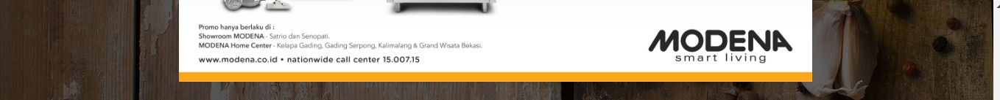 Promo hanya berlaku di :
Showroom MODENA - Satrio dan Senopati.
MODENA Home Center - Kelapa Gading, Gading Serpong, Kalimalang & Grand Wisata Bekasi.
www.modena.co.id • nationwide call center 15.007.15
MODENA
smart living